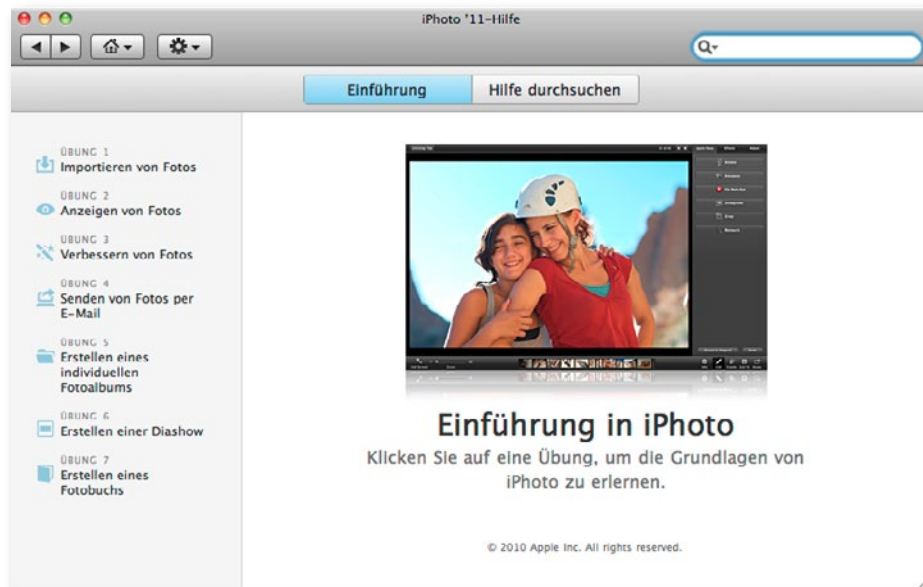 iPhoto '11-Hilfe
Einführung
Hilfe durchsuchen
ÜBUNG 1
Importieren von Fotos
ÜBUNG 2
Anzeigen von Fotos
ÜBUNG 3
Verbessern von Fotos
ÜBUNG 4
Senden von Fotos per
E-Mail
ÜBUNG 5
Erstellen eines
individuellen
Fotoalbums
ÜBUNG 6
Erstellen einer Diashow
ÜBUNG 7
Erstellen eines
Fotobuchs
Einführung in iPhoto
Klicken Sie auf eine Übung, um die Grundlagen von
iPhoto zu erlernen.
© 2010 Apple Inc. All rights reserved.